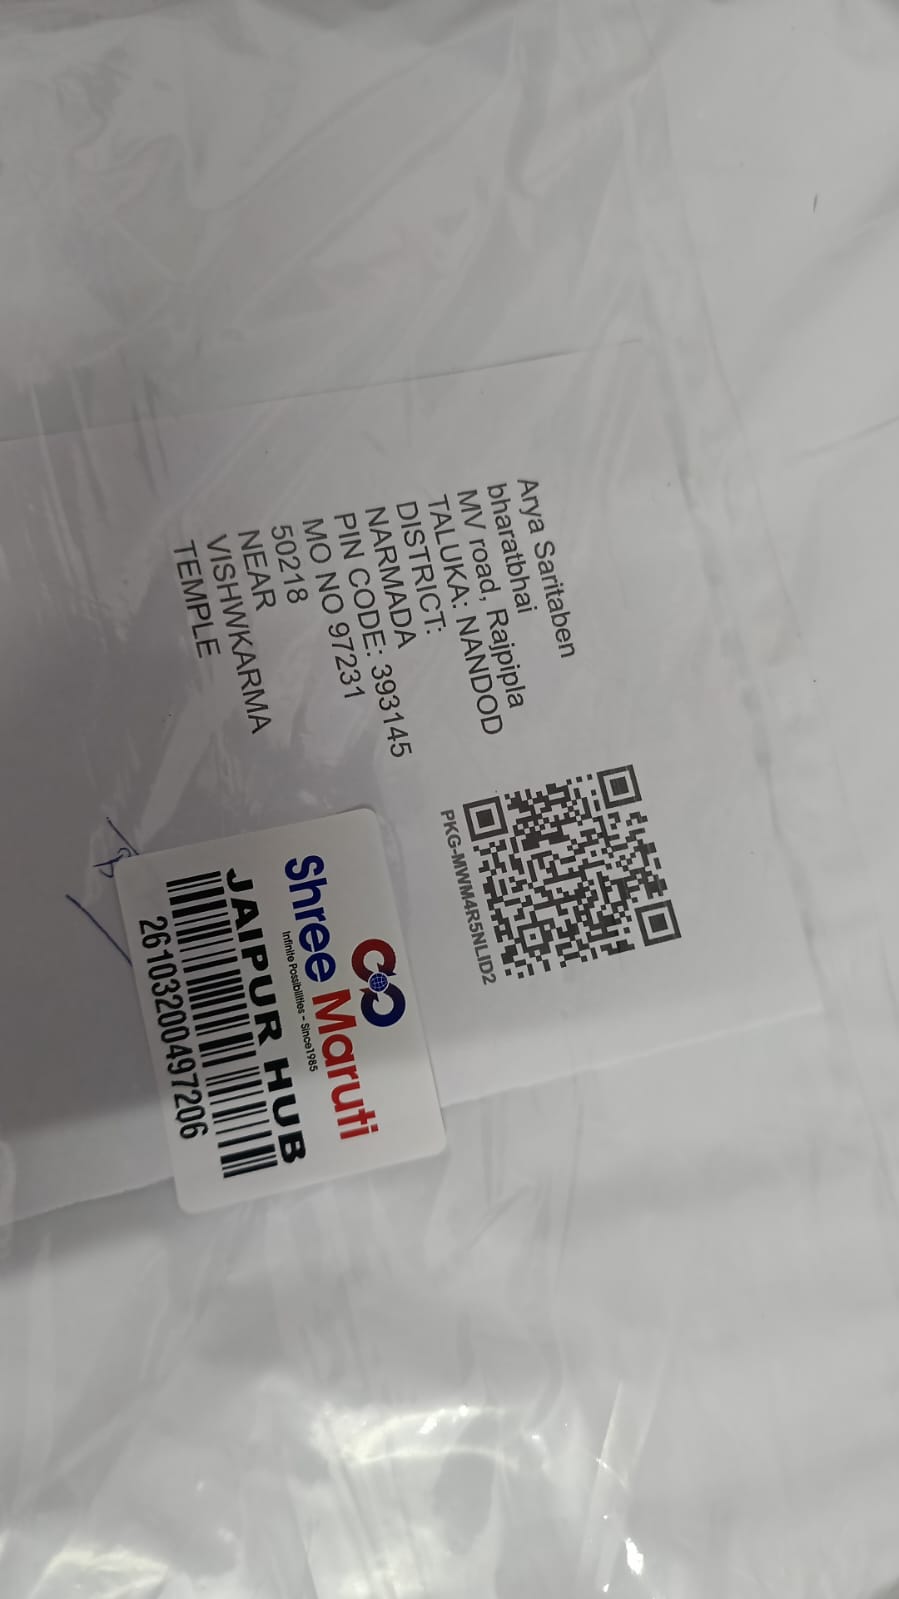 Arya Saritaben
bharatbhai
MV road, Rajpipla
TALUKA: NANDOD
DISTRICT:
NARMADA
PIN CODE: 393145
MO NO 97231
50218
NEAR
VISHWKARMA
TEMPLE
PKG-MWM4R5NLID2
Shree Maruti
Infinite Possibilities - Since1985
JAIPUR HUB
26103200497206